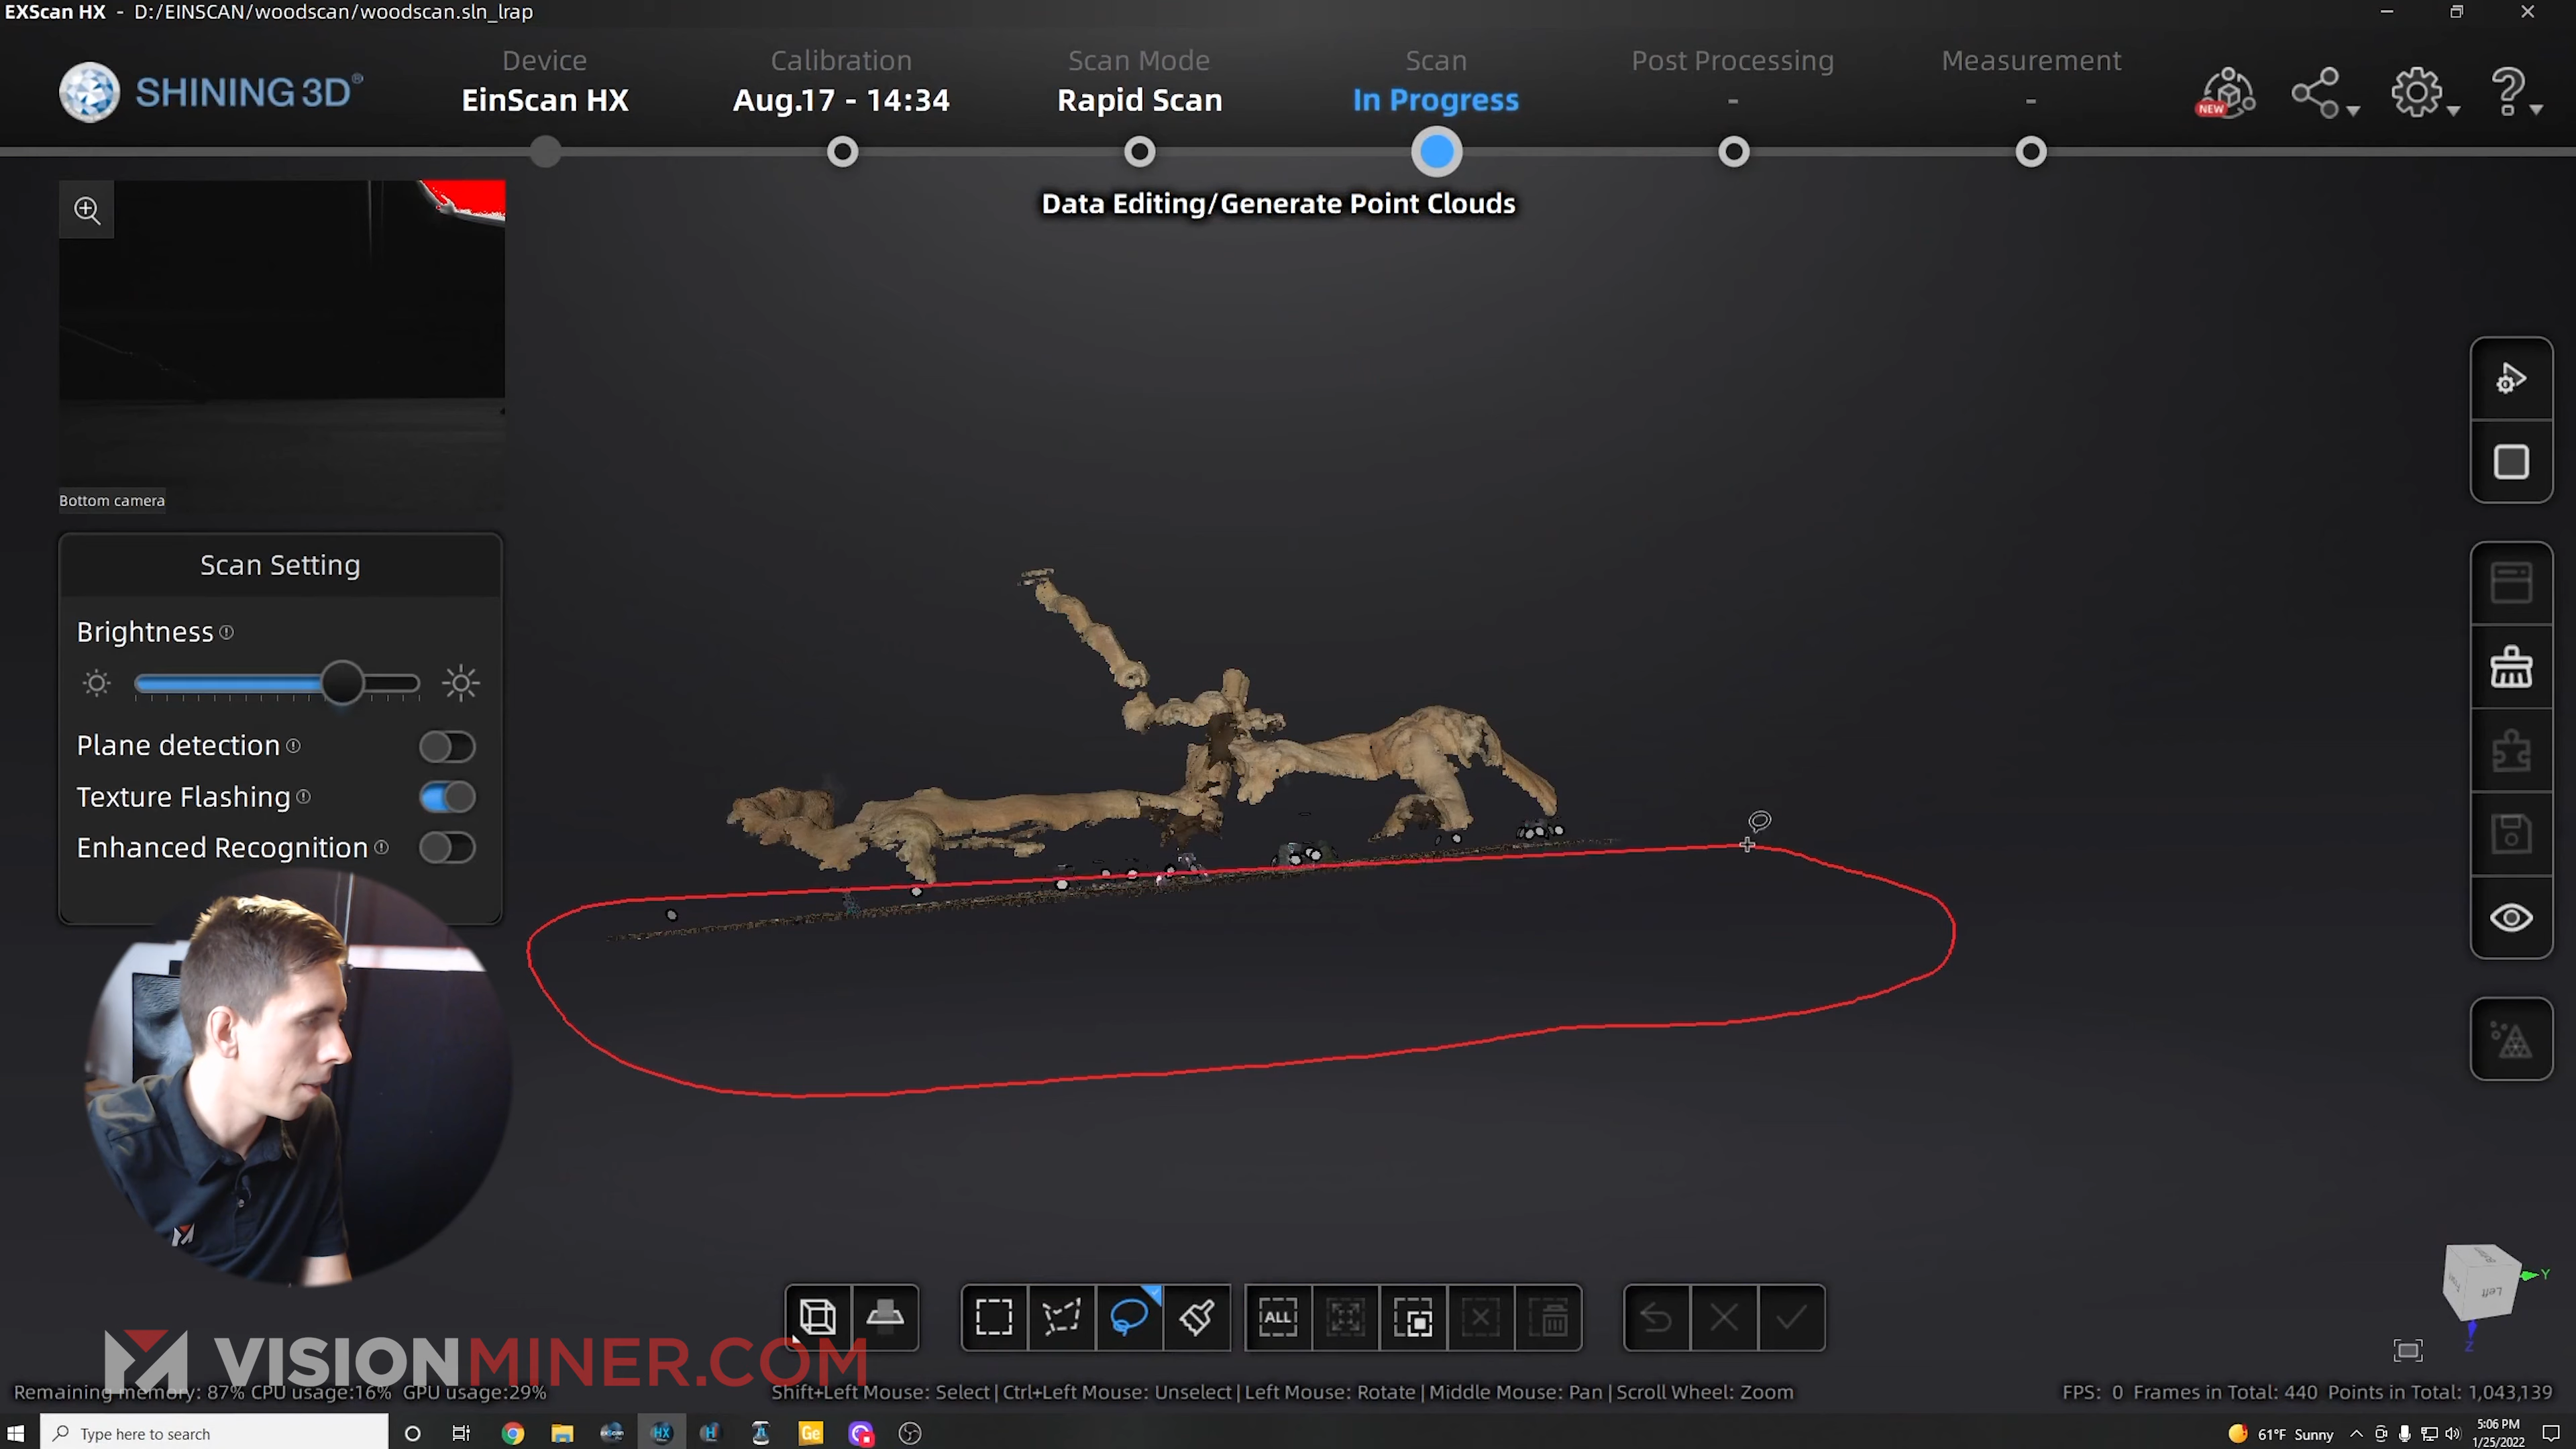 EXScan HX - D:/EINSCAN/woodscan/woodscan.sln_lrap
SHINING 3D®
Device
EinScan HX
Calibration
Aug.17 - 14:34
Scan Mode
Rapid Scan
Scan
In Progress
Post Processing
-
Measurement
-
NEW
Data Editing/Generate Point Clouds
Bottom camera
Scan Setting
Brightness
Plane detection
Texture Flashing
Enhanced Recognition
ALL
Left
Y
Z
VISIONMINER.COM
Remaining memory: 87% CPU usage:16% GPU usage:29%
Shift+Left Mouse: Select|Ctrl+Left Mouse: Unselect|Left Mouse: Rotate|Middle Mouse: Pan|Scroll Wheel: Zoom
FPS: 0 Frames in Total: 440 Points in Total: 1,043,139
Type here to search
HX
H
Ge
61°F Sunny
5:06 PM
1/25/2022